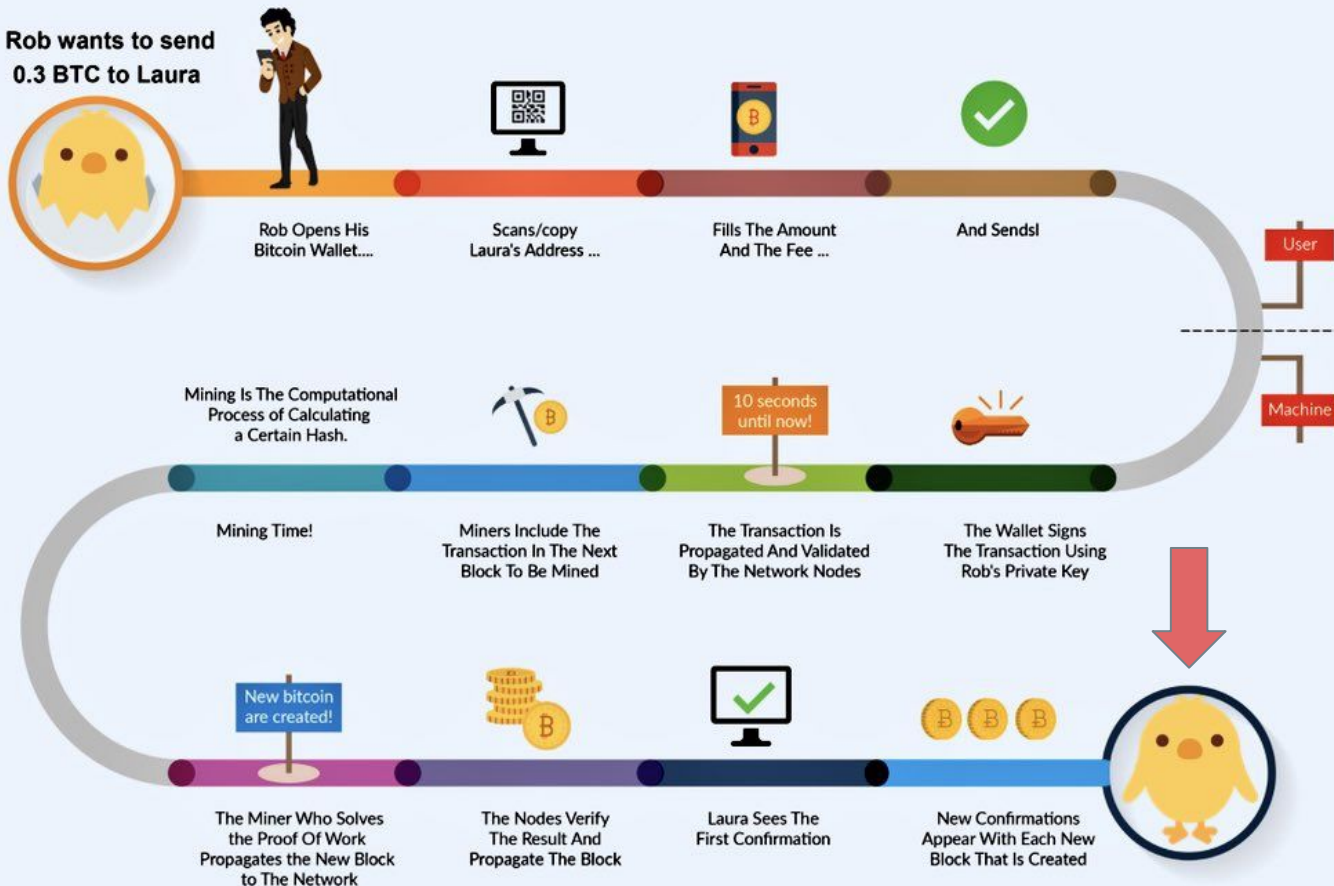 Rob wants to send
0.3 BTC to Laura
Rob Opens His
Bitcoin Wallet....
Scans/copy
Laura's Address ...
Fills The Amount
And The Fee ...
And Sends!
User
Machine
10 seconds
until now!
The Wallet Signs
The Transaction Using
Rob's Private Key
The Transaction Is
Propagated And Validated
By The Network Nodes
Miners Include The
Transaction In The Next
Block To Be Mined
Mining Is The Computational
Process of Calculating
a Certain Hash.
Mining Time!
New bitcoin
are created!
The Miner Who Solves
the Proof Of Work
Propagates the New Block
to The Network
The Nodes Verify
The Result And
Propagate The Block
Laura Sees The
First Confirmation
New Confirmations
Appear With Each New
Block That Is Created